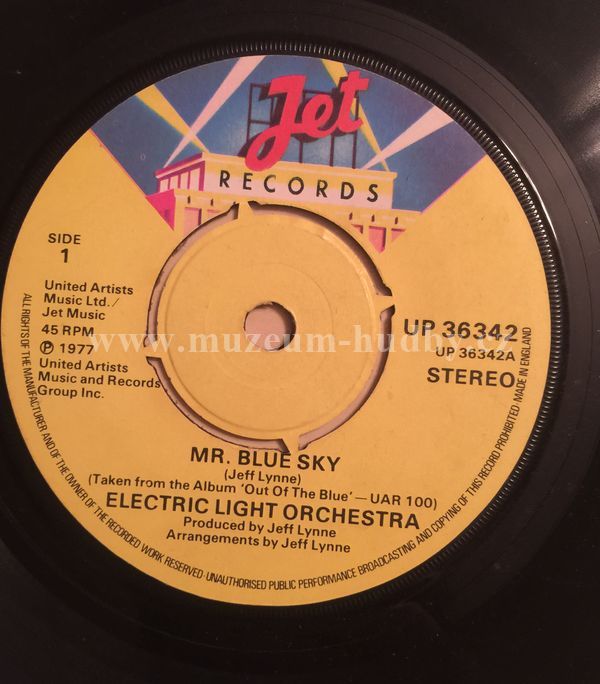 Jet
RECORDS
SIDE
1
United Artists
Music Ltd./
Jet Music
45 RPM
℗ 1977
United Artists
Music and Records
Group Inc.
UP 36342
UP 36342A
STEREO
www.muzeum-hudby.cz
MR. BLUE SKY
(Jeff Lynne)
(Taken from the Album 'Out Of The Blue' — UAR 100)
ELECTRIC LIGHT ORCHESTRA
Produced by Jeff Lynne
Arrangements by Jeff Lynne
ALL RIGHTS OF THE MANUFACTURER AND OF THE OWNER OF THE RECORDED WORK RESERVED·UNAUTHORISED PUBLIC PERFORMANCE BROADCASTING AND COPYING OF THIS RECORD PROHIBITED MADE IN ENGLAND